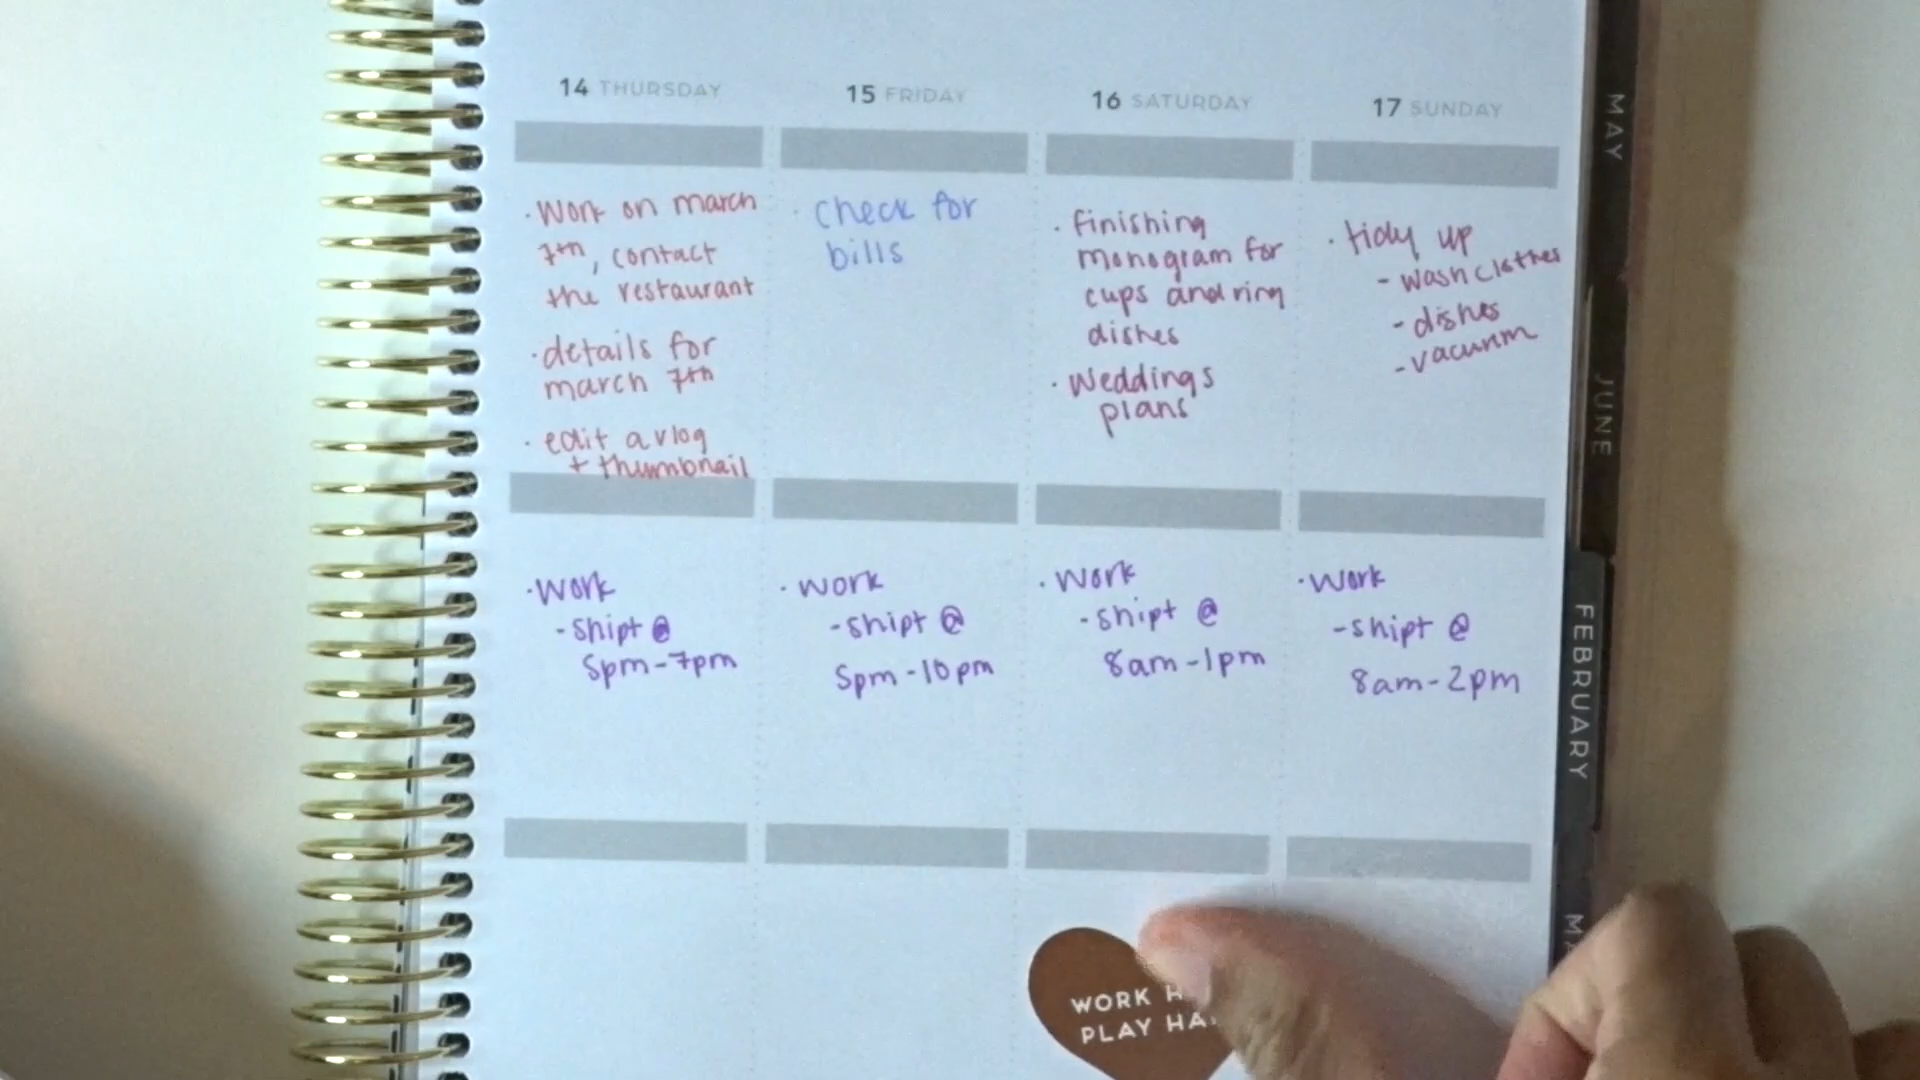 14 THURSDAY
· Work on march
7th, contact
the restaurant
· details for
march 7th
· edit a vlog
+ thumbnail
· Work
- Shipt @
5pm-7pm
15 FRIDAY
· Check for
bills
· work
- shipt @
5pm-10pm
16 SATURDAY
· finishing
monogram for
cups and ring
dishes
· Weddings
plans
· Work
- Shipt @
8am-1pm
WORK
PLAY
17 SUNDAY
· tidy up
- wash clothes
- dishes
- vacuum
· Work
- shipt @
8am-2pm
MAY
JUNE
FEBRUARY